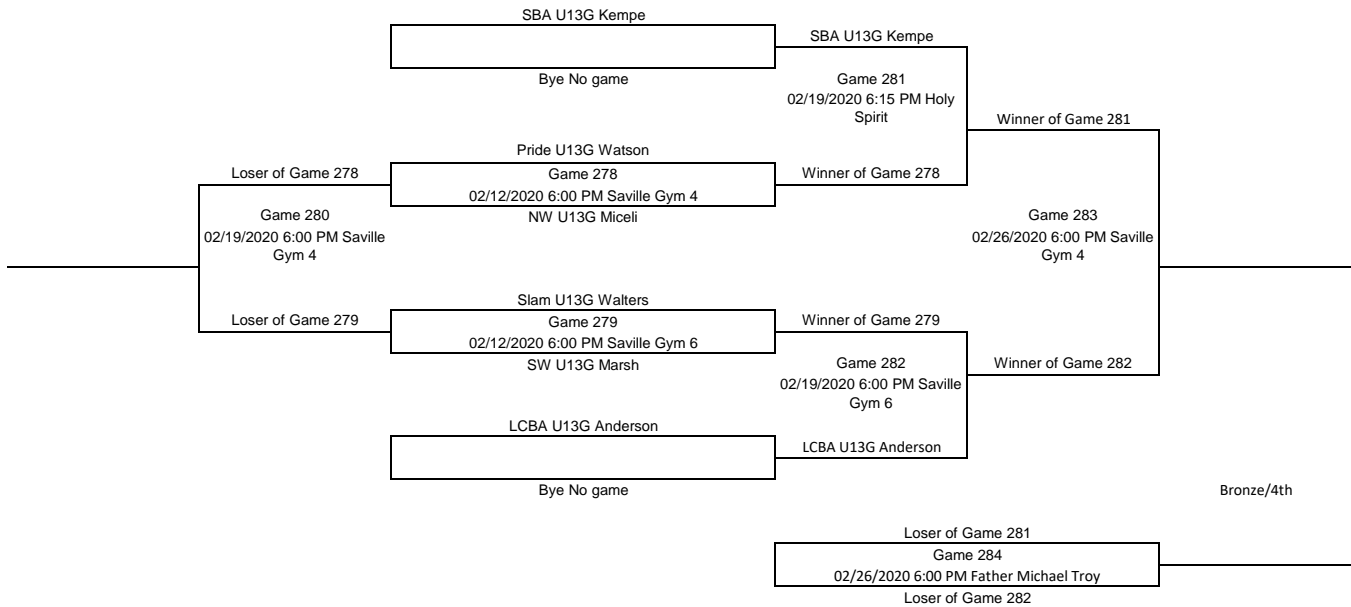 SBA U13G Kempe
SBA U13G Kempe
Bye No game
Game 281
02/19/2020 6:15 PM Holy
Spirit
Winner of Game 281
Pride U13G Watson
Loser of Game 278
Game 278
Winner of Game 278
02/12/2020 6:00 PM Saville Gym 4
Game 280
NW U13G Miceli
Game 283
02/19/2020 6:00 PM Saville
Gym 4
02/26/2020 6:00 PM Saville
Gym 4
Slam U13G Walters
Loser of Game 279
Game 279
Winner of Game 279
02/12/2020 6:00 PM Saville Gym 6
SW U13G Marsh
Game 282
02/19/2020 6:00 PM Saville
Gym 6
Winner of Game 282
LCBA U13G Anderson
LCBA U13G Anderson
Bye No game
Bronze/4th
Loser of Game 281
Game 284
02/26/2020 6:00 PM Father Michael Troy
Loser of Game 282